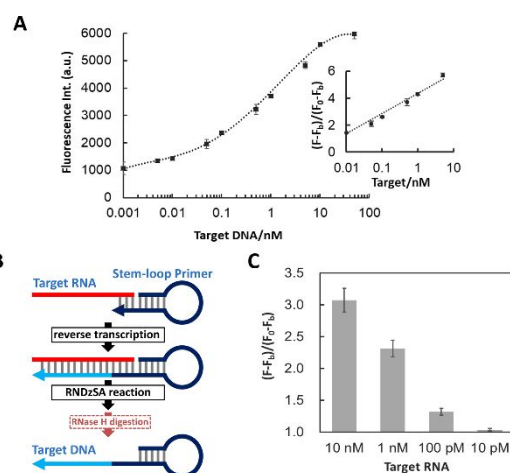 A
Fluorescence Int. (a.u.)
6000
5000
4000
3000
2000
1000
0
0.001 0.01 0.1 1 10 100
Target DNA/nM
(F-Fb)/(F0-Fb)
8
6
4
2
0
0.01 0.1 1 10
Target/nM
B
Target RNA
Stem-loop Primer
reverse transcription
RNDzSA reaction
RNase H digestion
Target DNA
C
(F-Fb)/(F0-Fb)
3.5
3.0
2.5
2.0
1.5
1.0
10 nM 1 nM 100 pM 10 pM
Target RNA